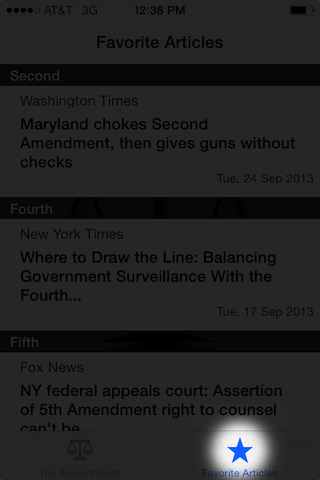 AT&T 3G 12:38 PM
Favorite Articles
Second
Washington Times
Maryland chokes Second
Amendment, then gives guns without
checks
Tue, 24 Sep 2013
Fourth
New York Times
Where to Draw the Line: Balancing
Government Surveillance With the
Fourth...
Tue, 17 Sep 2013
Fifth
Fox News
NY federal appeals court: Assertion
of 5th Amendment right to counsel
can't be
The Amendments Favorite Articles